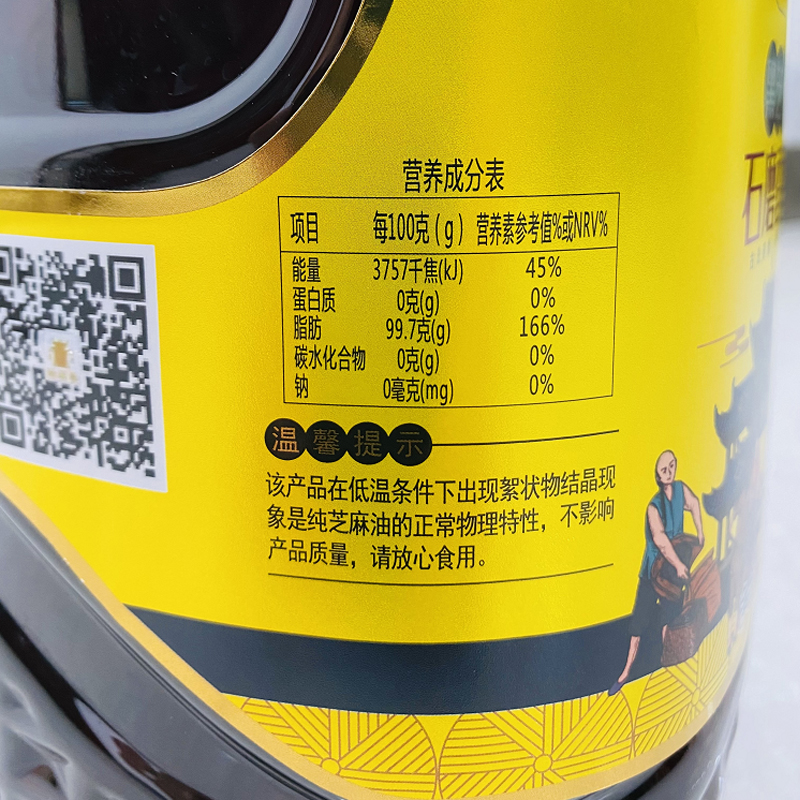 营养成分表
项目 每100克(g) 营养素参考值%或NRV%
能量 3757千焦(kJ) 45%
蛋白质 0克(g) 0%
脂肪 99.7克(g) 166%
碳水化合物 0克(g) 0%
钠 0毫克(mg) 0%
温馨提示
该产品在低温条件下出现絮状物结晶现
象是纯芝麻油的正常物理特性，不影响
产品质量，请放心食用。
石磨